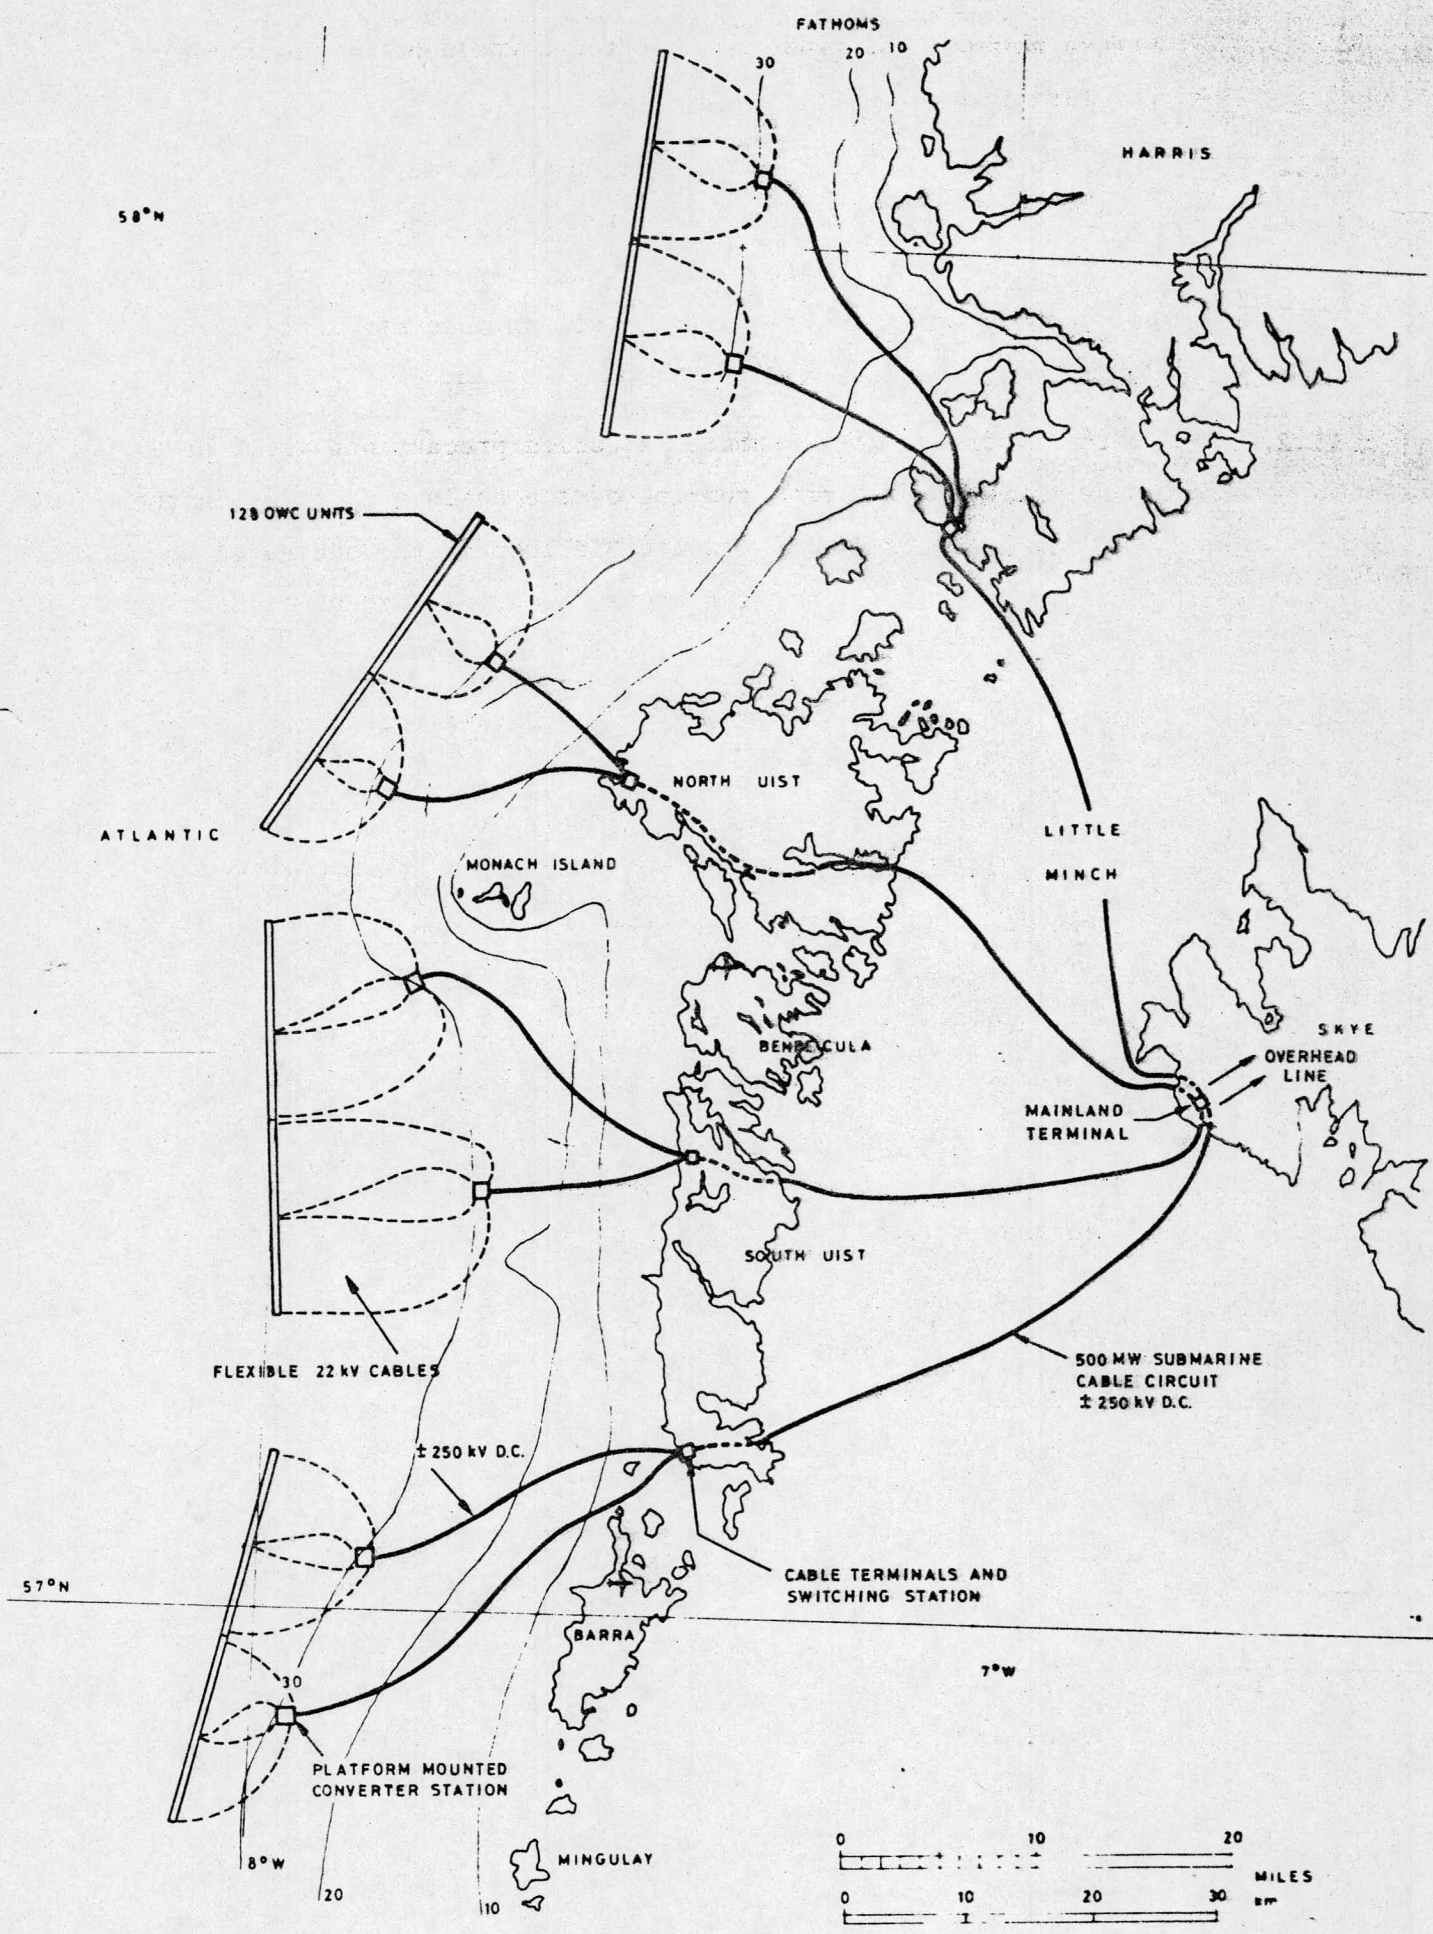 FATHOMS
30
20
10
HARRIS
58°N
128 OWC UNITS
NORTH UIST
ATLANTIC
LITTLE
MINCH
MONACH ISLAND
SKYE
BENBECULA
OVERHEAD
LINE
MAINLAND
TERMINAL
SOUTH UIST
FLEXIBLE 22 kV CABLES
500 MW SUBMARINE
CABLE CIRCUIT
± 250 kV D.C.
± 250 kV D.C.
CABLE TERMINALS AND
SWITCHING STATION
57°N
BARRA
7°W
30
PLATFORM MOUNTED
CONVERTER STATION
8°W
MINGULAY
20
10
0 10 20
MILES
0 10 20 30
km